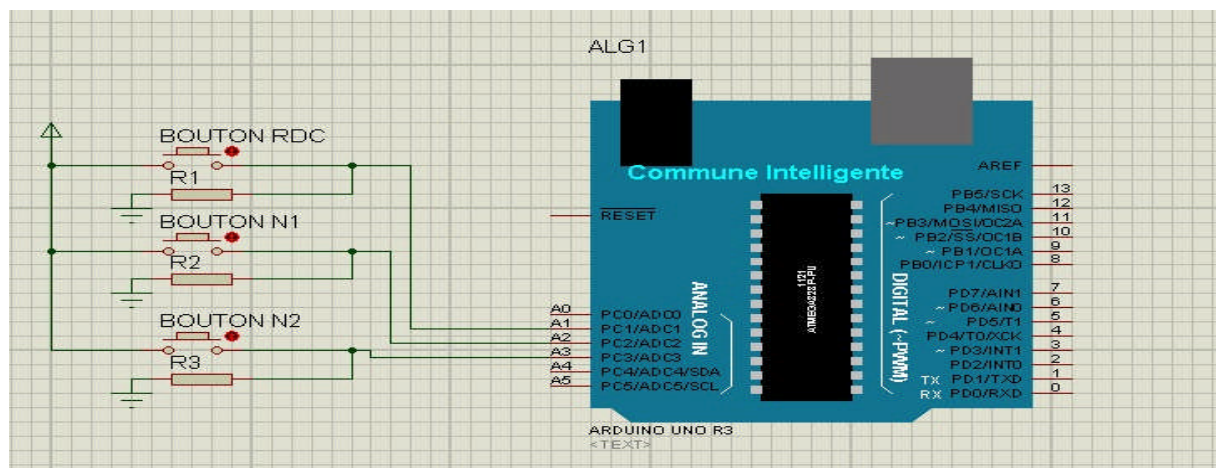 ALG1
BOUTON RDC
R1
BOUTON N1
R2
BOUTON N2
R3
Commune Intelligente
RESET
AREF
PB5/SCK 13
PB4/MISO 12
~PB3/MOSI/OC2A 11
~ PB2/SS/OC1B 10
~ PB1/OC1A 9
PB0/ICP1/CLKO 8
PD7/AIN1 7
~ PD6/AIN0 6
~ PD5/T1 5
PD4/T0/XCK 4
~ PD3/INT1 3
PD2/INT0 2
TX PD1/TXD 1
RX PD0/RXD 0
A0 PC0/ADC0
A1 PC1/ADC1
A2 PC2/ADC2
A3 PC3/ADC3
A4 PC4/ADC4/SDA
A5 PC5/ADC5/SCL
ANALOG IN
1121
ATMEGA328P-PU
DIGITAL (~PWM)
ARDUINO UNO R3
<TEXT>